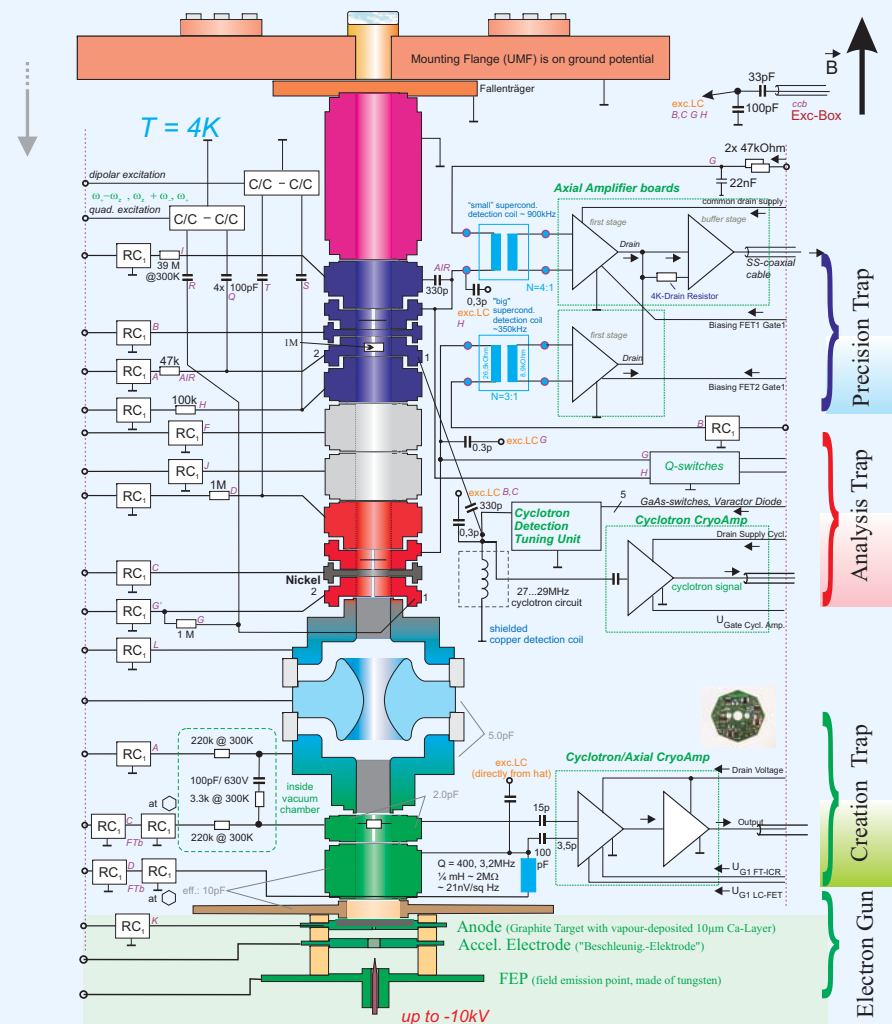 Mounting Flange (UMF) is on ground potential
Fallenträger
B
33pF
100pF
exc.LC
B,C G H
ccb
Exc-Box
T = 4K
2x 47kOhm
G
22nF
dipolar excitation
ω₊−ω_z , ω_z + ω₋, ω₊
quad. excitation
C/C – C/C
C/C – C/C
Axial Amplifier boards
common drain supply
"small" supercond.
detection coil ~ 900kHz
first stage
buffer stage
Drain
SS-coaxial
cable
RC1
I
39 M
@300K
R
4x
Q
100pF
T
S
AIR
330p
0,3p
exc.LC
H
N=4:1
4K-Drain Resistor
"big"
supercond.
detection coil
~350kHz
Biasing FET1 Gate1
RC1
B
1M
2
1
first stage
Drain
26.9kOhm
8.9kOhm
N=3:1
Biasing FET2 Gate1
RC1
47k
A
AIR
RC1
100k
H
RC1
F
B
RC1
0.3p
exc.LC G
G
H
Q-switches
RC1
J
RC1
1M
D
exc.LC B,C
330p
0,3p
Cyclotron
Detection
Tuning Unit
5
GaAs-switches, Varactor Diode
Cyclotron CryoAmp
Drain Supply Cycl.
cyclotron signal
U Gate Cycl. Amp.
RC1
C
Nickel
2
1
27...29MHz
cyclotron circuit
RC1
G'
G
1 M
shielded
copper detection coil
RC1
L
5.0pF
RC1
A
220k @ 300K
100pF/ 630V
3.3k @ 300K
220k @ 300K
inside
vacuum
chamber
exc.LC
(directly from hat)
Cyclotron/Axial CryoAmp
Drain Voltage
2.0pF
at
RC1
C
FTb
RC1
15p
100
pF
3,5p
Output
RC1
D
FTb
RC1
at
eff.: 10pF
Q = 400, 3,2MHz
¼ mH ~ 2MΩ
~ 21nV/sq Hz
U G1 FT-ICR
U G1 LC-FET
RC1
K
Anode (Graphite Target with vapour-deposited 10µm Ca-Layer)
Accel. Electrode ("Beschleunig.-Elektrode")
FEP (field emission point, made of tungsten)
up to -10kV
Precision Trap
Analysis Trap
Creation Trap
Electron Gun